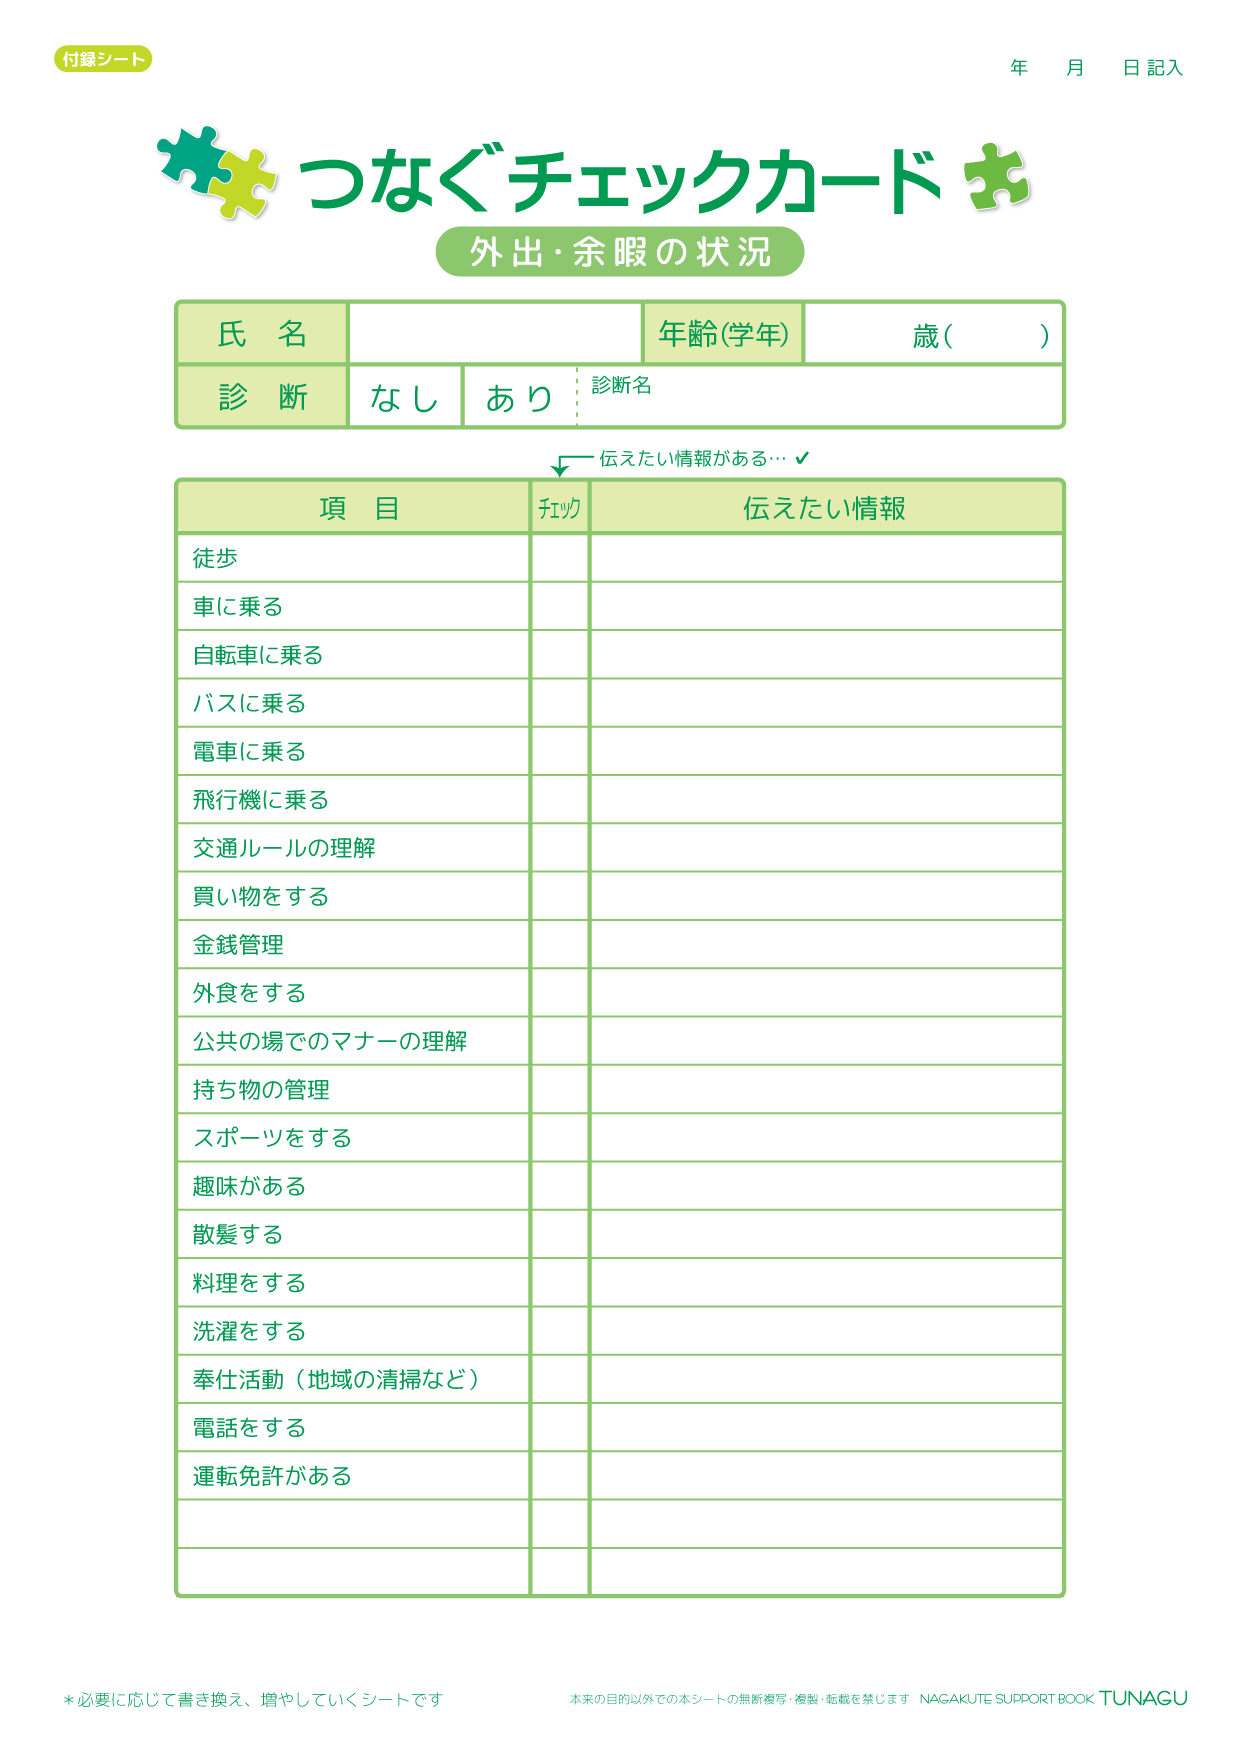 付録シート
年　月　日 記入
つなぐチェックカード
外出・余暇の状況
氏　名　年齢(学年)　歳(　)
診　断　なし　あり　診断名
伝えたい情報がある…✓
項　目　チェック　伝えたい情報
徒歩
車に乗る
自転車に乗る
バスに乗る
電車に乗る
飛行機に乗る
交通ルールの理解
買い物をする
金銭管理
外食をする
公共の場でのマナーの理解
持ち物の管理
スポーツをする
趣味がある
散髪する
料理をする
洗濯をする
奉仕活動（地域の清掃など）
電話をする
運転免許がある
＊必要に応じて書き換え、増やしていくシートです
本来の目的以外での本シートの無断複写・複製・転載を禁じます NAGAKUTE SUPPORT BOOK TUNAGU